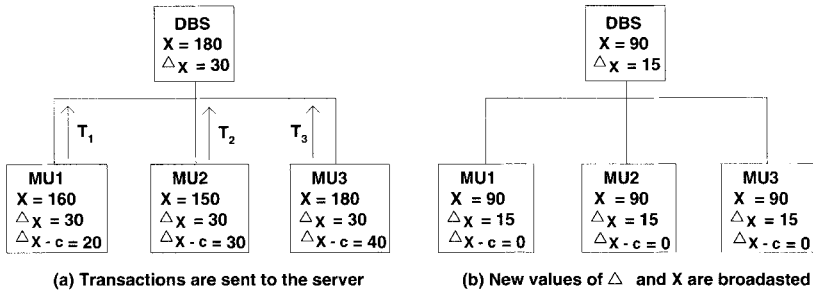 DBS
X = 180
△X = 30
T1
T2
T3
MU1
X = 160
△X = 30
△X - c = 20
MU2
X = 150
△X = 30
△X - c = 30
MU3
X = 180
△X = 30
△X - c = 40
(a) Transactions are sent to the server
DBS
X = 90
△X = 15
MU1
X = 90
△X = 15
△X - c = 0
MU2
X = 90
△X = 15
△X - c = 0
MU3
X = 90
△X = 15
△X - c = 0
(b) New values of △ and X are broadasted